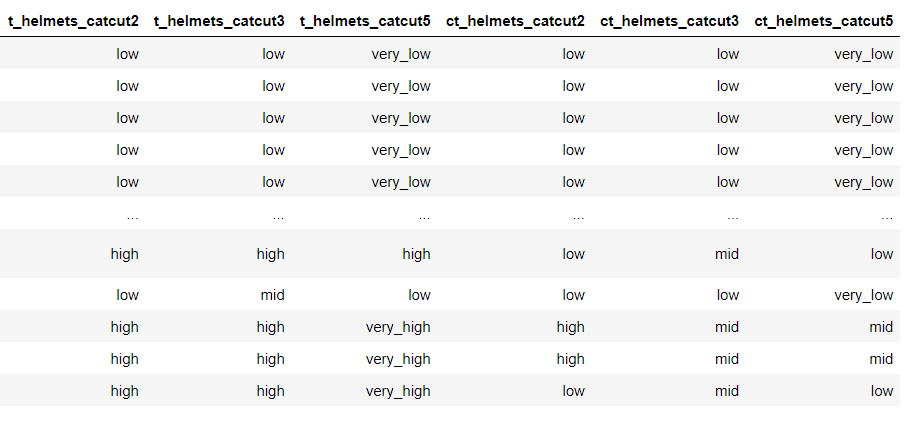 t_helmets_catcut2 t_helmets_catcut3 t_helmets_catcut5 ct_helmets_catcut2 ct_helmets_catcut3 ct_helmets_catcut5
low low very_low low low very_low
low low very_low low low very_low
low low very_low low low very_low
low low very_low low low very_low
low low very_low low low very_low
... ... ... ... ... ...
high high high low mid low
low mid low low low very_low
high high very_high high mid mid
high high very_high high mid mid
high high very_high low mid low